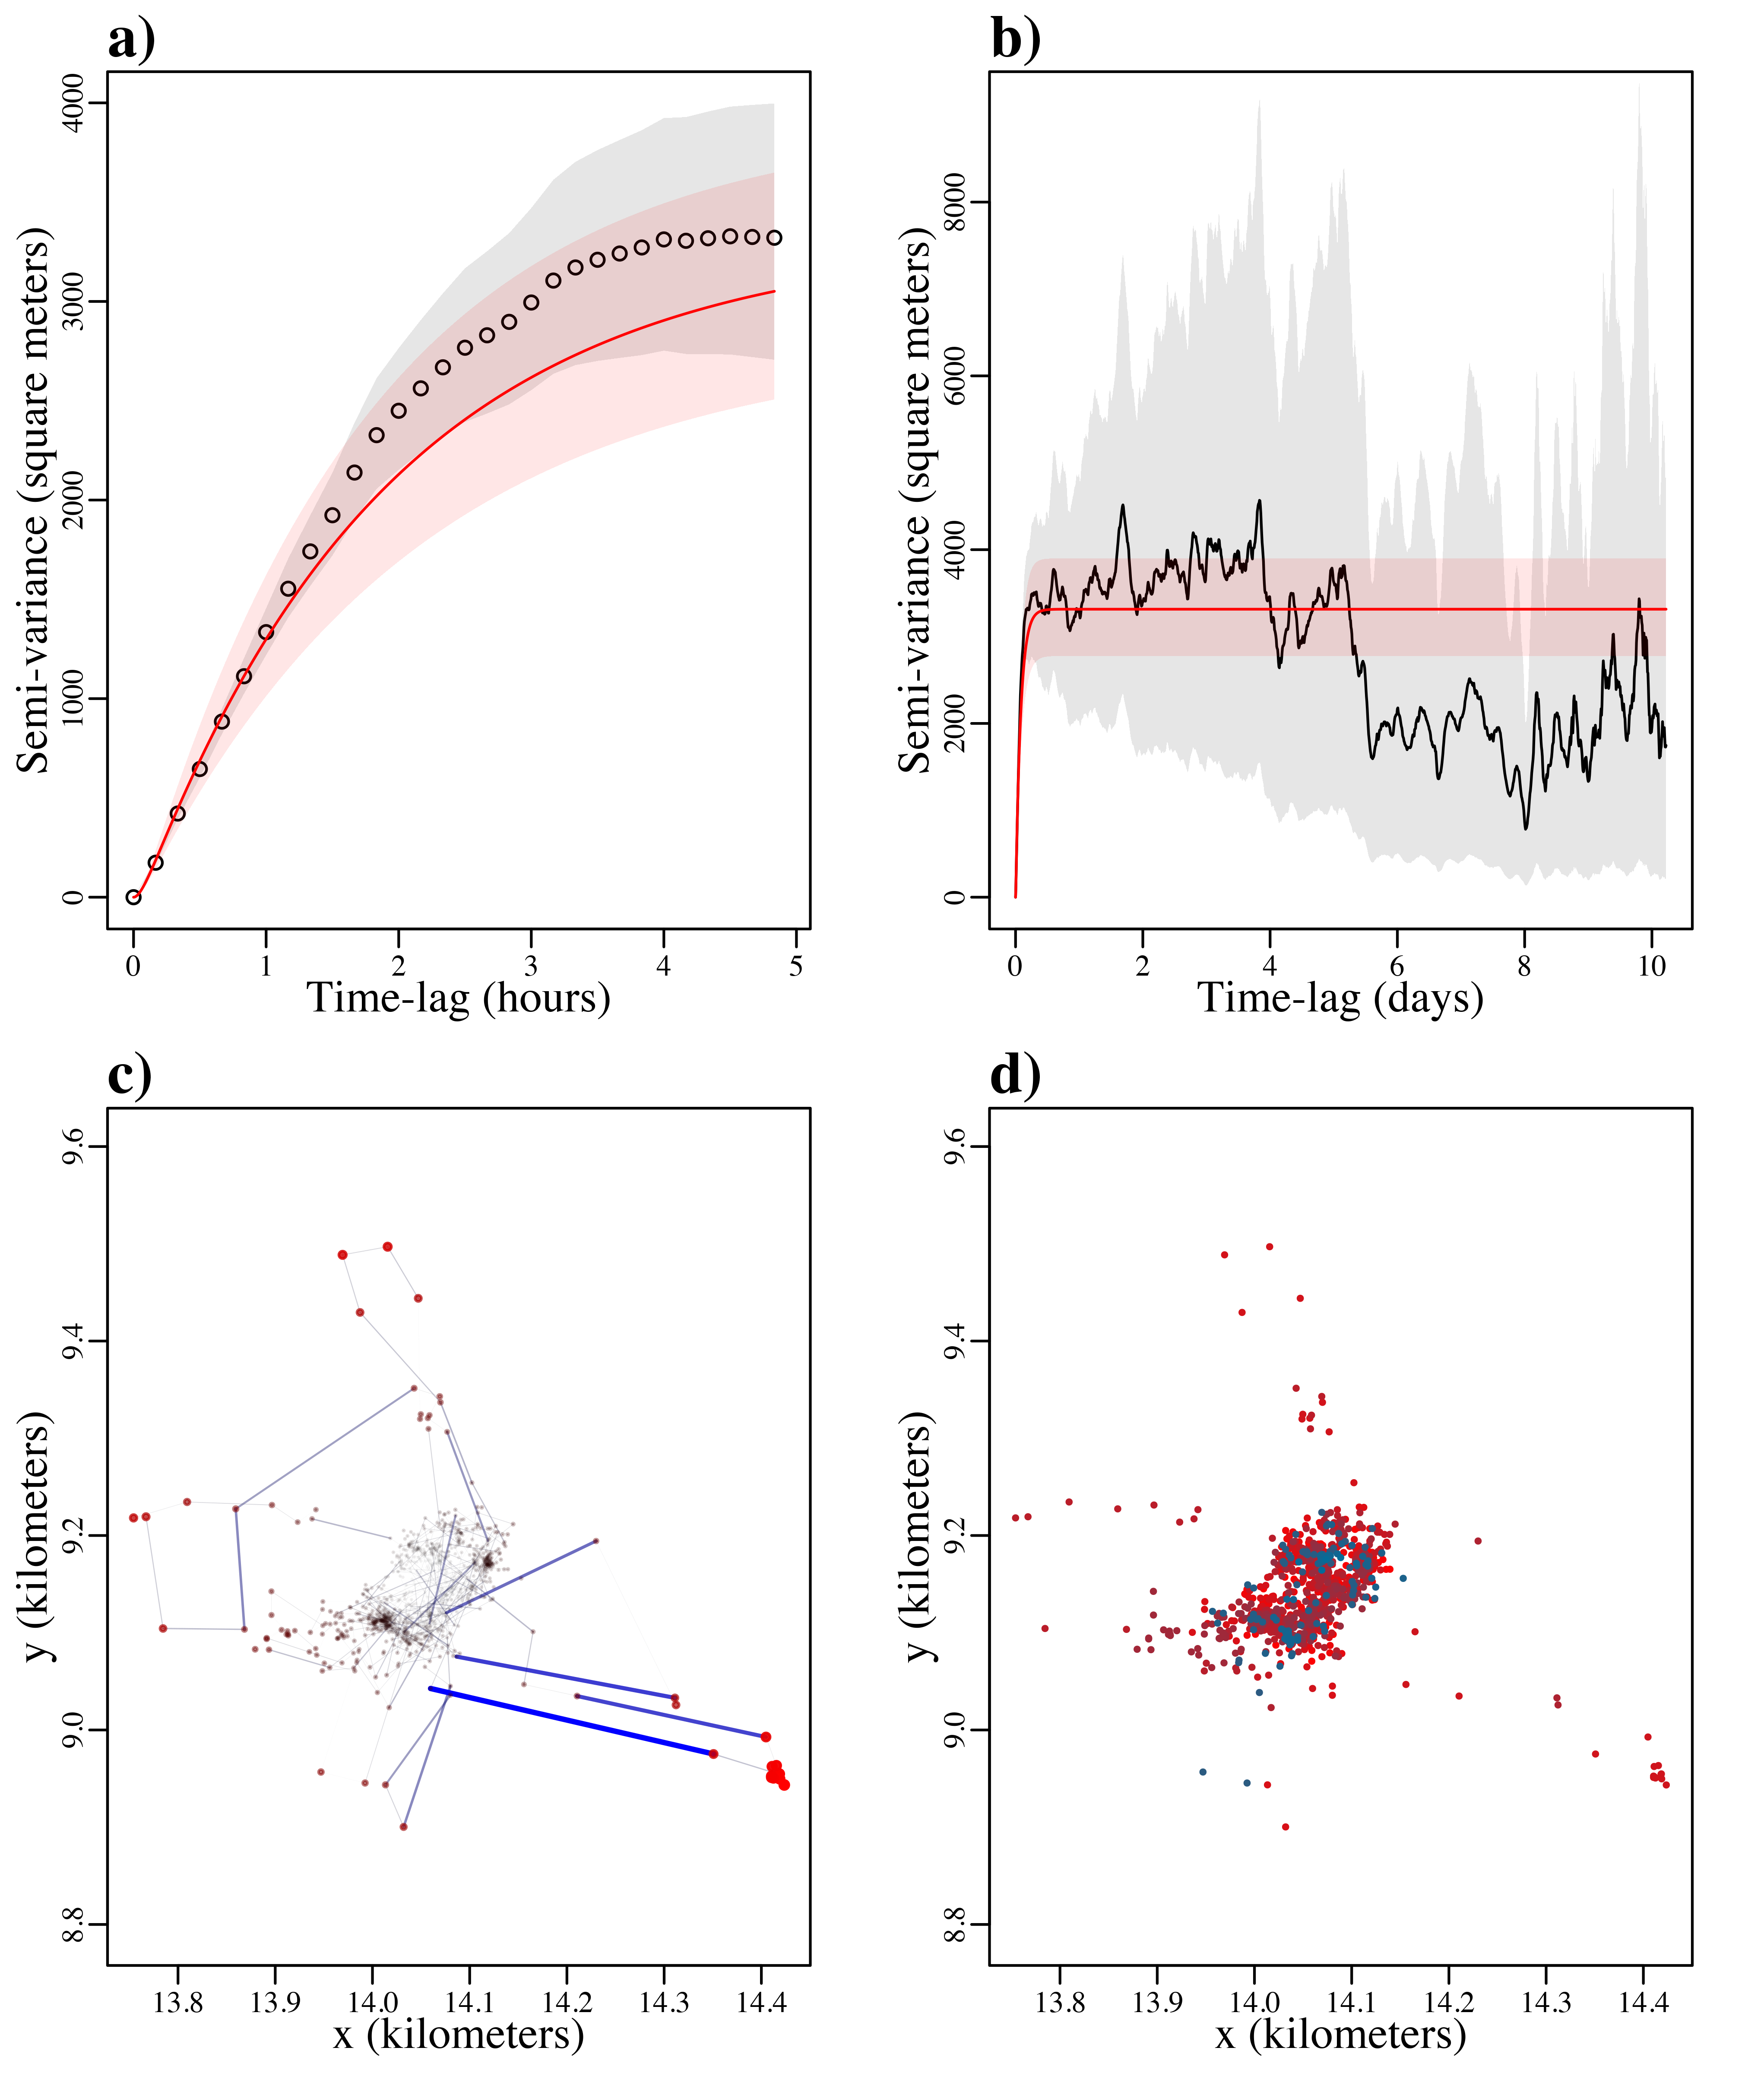 a)
Semi-variance (square meters)
4000
3000
2000
1000
0
0 1 2 3 4 5
Time-lag (hours)
b)
Semi-variance (square meters)
8000
6000
4000
2000
0
0 2 4 6 8 10
Time-lag (days)
c)
y (kilometers)
9.6
9.4
9.2
9.0
8.8
13.8 13.9 14.0 14.1 14.2 14.3 14.4
x (kilometers)
d)
y (kilometers)
9.6
9.4
9.2
9.0
8.8
13.8 13.9 14.0 14.1 14.2 14.3 14.4
x (kilometers)